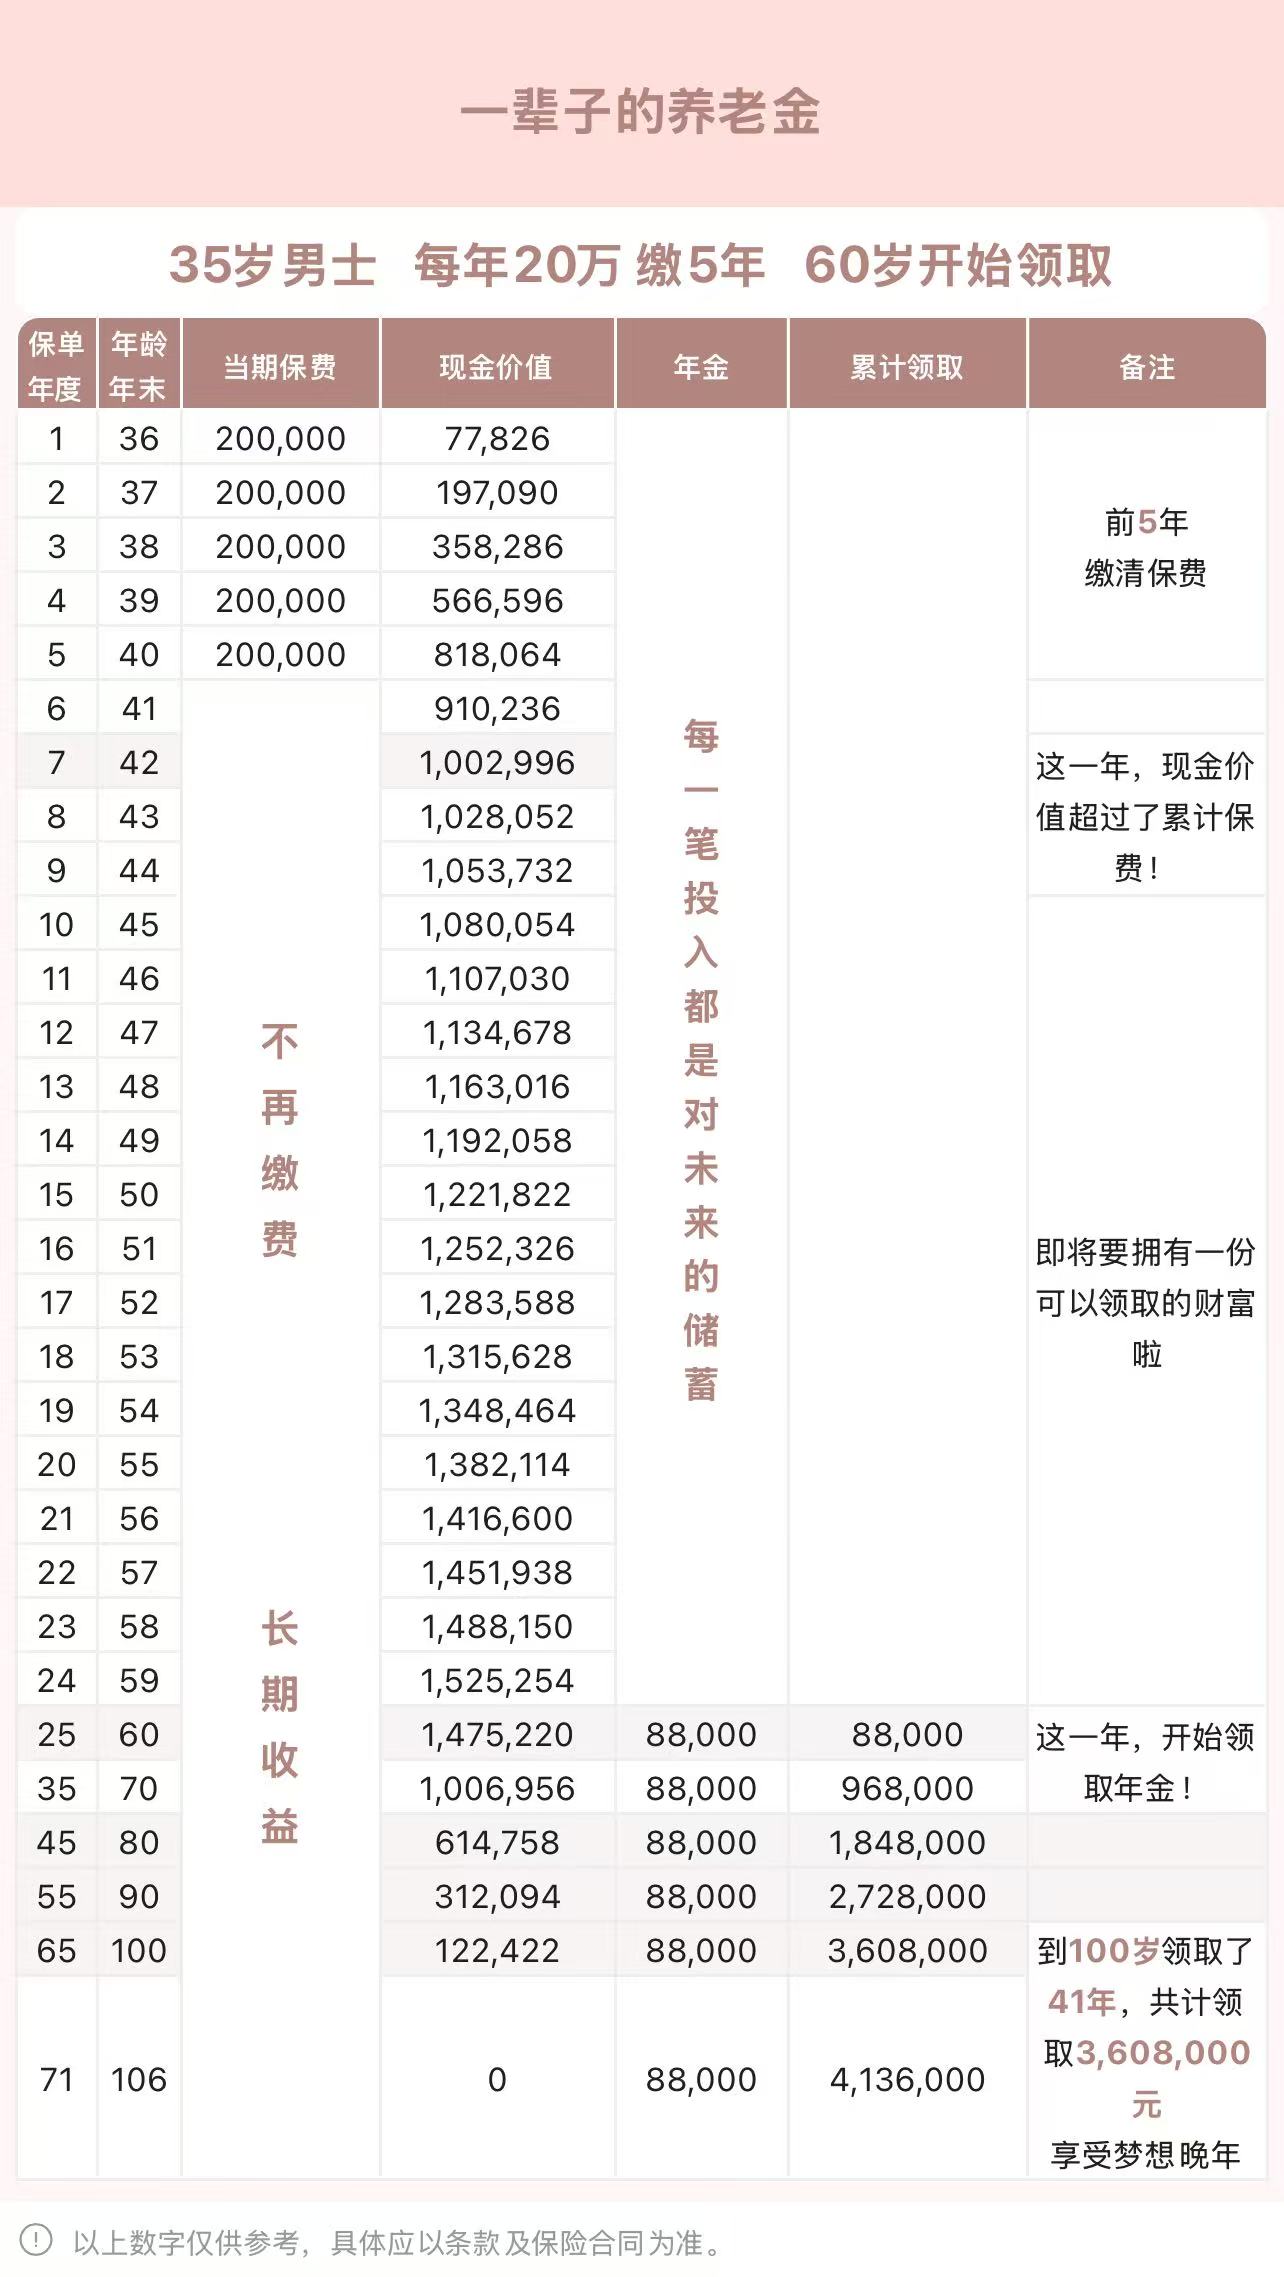 一辈子的养老金
35岁男士 每年20万 缴5年 60岁开始领取
保单年度 年龄年末 当期保费 现金价值 年金 累计领取 备注
1 36 200,000 77,826
2 37 200,000 197,090
3 38 200,000 358,286
4 39 200,000 566,596
5 40 200,000 818,064
前5年
缴清保费
6 41 910,236
7 42 1,002,996
8 43 1,028,052
9 44 1,053,732
这一年，现金价
值超过了累计保
费！
10 45 1,080,054
11 46 1,107,030
12 47 1,134,678
13 48 1,163,016
14 49 1,192,058
15 50 1,221,822
16 51 1,252,326
17 52 1,283,588
18 53 1,315,628
19 54 1,348,464
20 55 1,382,114
21 56 1,416,600
22 57 1,451,938
23 58 1,488,150
24 59 1,525,254
不再缴费
长期收益
每一笔投入都是对未来的储蓄
即将要拥有一份
可以领取的财富
啦
25 60 1,475,220 88,000 88,000
35 70 1,006,956 88,000 968,000
这一年，开始领
取年金！
45 80 614,758 88,000 1,848,000
55 90 312,094 88,000 2,728,000
65 100 122,422 88,000 3,608,000
71 106 0 88,000 4,136,000
到100岁领取了
41年，共计领
取3,608,000
元
享受梦想晚年
以上数字仅供参考，具体应以条款及保险合同为准。